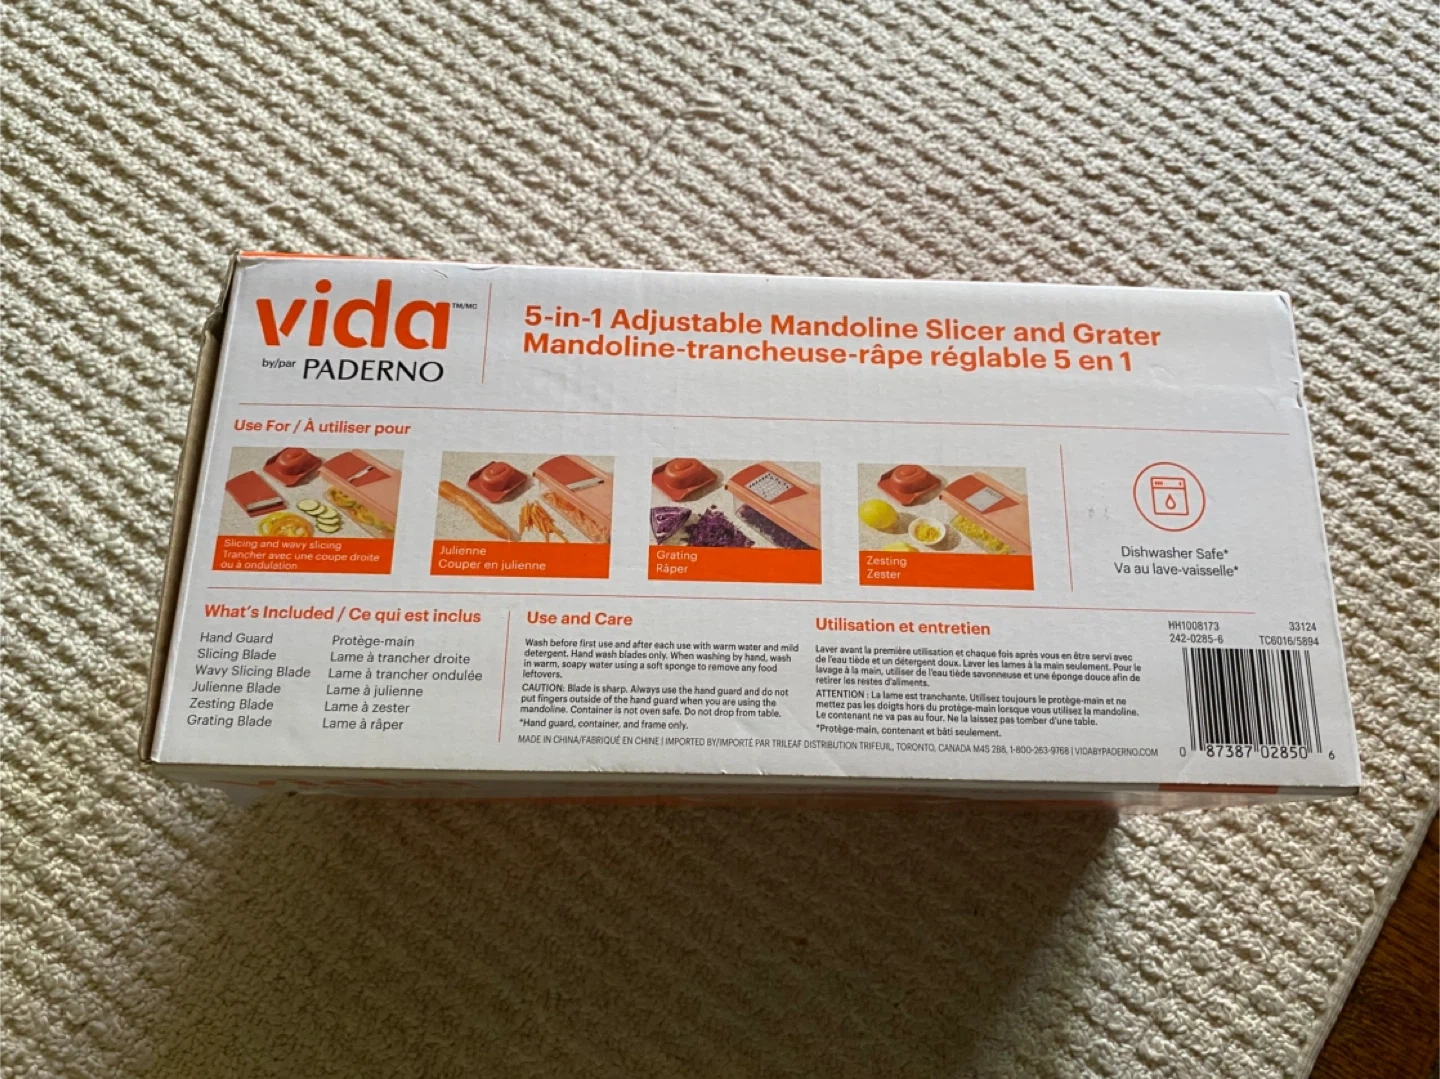 vida TM/MC
by/par PADERNO
5-in-1 Adjustable Mandoline Slicer and Grater
Mandoline-trancheuse-râpe réglable 5 en 1
Use For / À utiliser pour
Slicing and wavy slicing
Trancher avec une coupe droite
ou à ondulation
Julienne
Couper en julienne
Grating
Râper
Zesting
Zester
Dishwasher Safe*
Va au lave-vaisselle*
What's Included / Ce qui est inclus
Hand Guard
Slicing Blade
Wavy Slicing Blade
Julienne Blade
Zesting Blade
Grating Blade
Protège-main
Lame à trancher droite
Lame à trancher ondulée
Lame à julienne
Lame à zester
Lame à râper
Use and Care
Wash before first use and after each use with warm water and mild
detergent. Hand wash blades only. When washing by hand, wash
in warm, soapy water using a soft sponge to remove any food
leftovers.
CAUTION: Blade is sharp. Always use the hand guard and do not
put fingers outside of the hand guard when you are using the
mandoline. Container is not oven safe. Do not drop from table.
*Hand guard, container, and frame only.
Utilisation et entretien
Laver avant la première utilisation et chaque fois après vous en être servi avec
de l'eau tiède et un détergent doux. Laver les lames à la main seulement. Pour le
lavage à la main, utiliser de l'eau tiède savonneuse et une éponge douce afin de
retirer les restes d'aliments.
ATTENTION : La lame est tranchante. Utilisez toujours le protège-main et ne
mettez pas les doigts hors du protège-main lorsque vous utilisez la mandoline.
Le contenant ne va pas au four. Ne la laissez pas tomber d'une table.
*Protège-main, contenant et bâti seulement.
MADE IN CHINA/FABRIQUÉ EN CHINE | IMPORTED BY/IMPORTÉ PAR TRILEAF DISTRIBUTION TRIFEUIL, TORONTO, CANADA M4S 2B8, 1-800-263-9768 | VIDABYPADERNO.COM
HH1008173 33124
242-0285-6 TC6016/5894
0 87387 02850 6